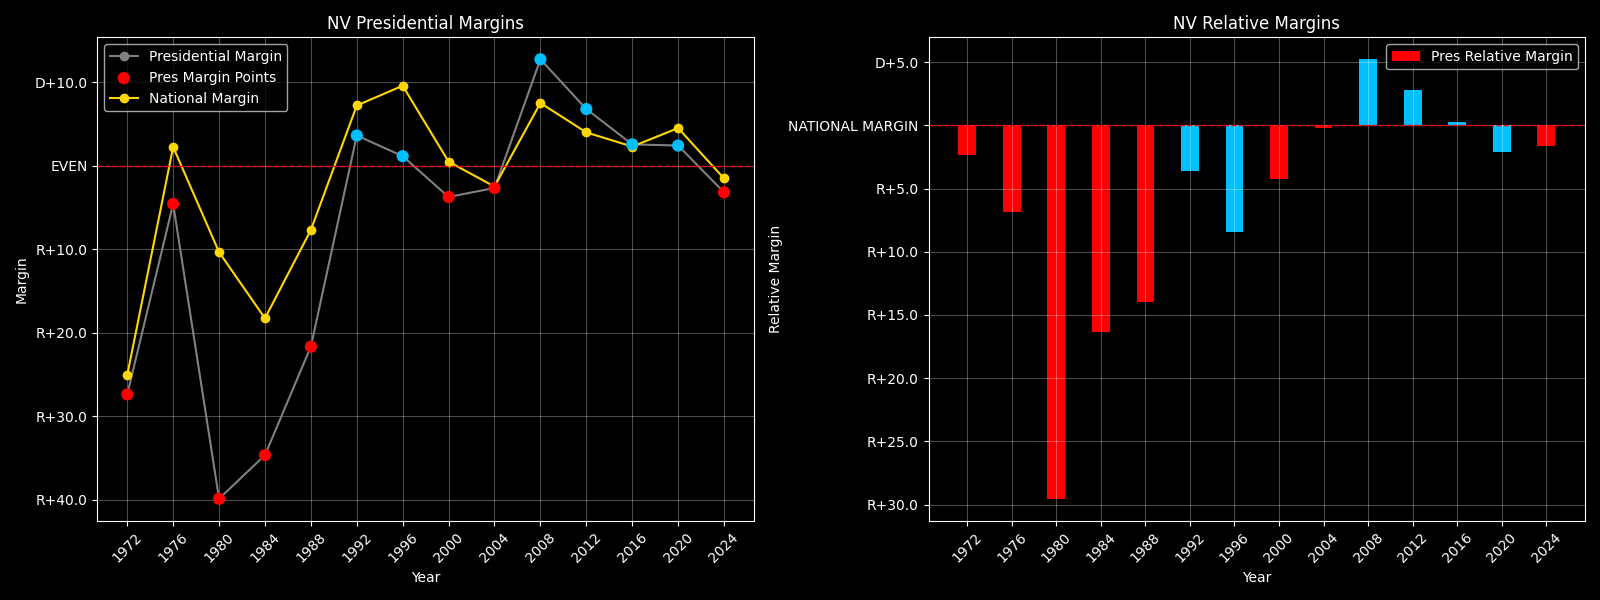 NV Presidential Margins
Presidential Margin
Pres Margin Points
National Margin
D+10.0
EVEN
R+10.0
R+20.0
R+30.0
R+40.0
Margin
1972
1976
1980
1984
1988
1992
1996
2000
2004
2008
2012
2016
2020
2024
Year
NV Relative Margins
Pres Relative Margin
D+5.0
NATIONAL MARGIN
R+5.0
R+10.0
R+15.0
R+20.0
R+25.0
R+30.0
Relative Margin
1972
1976
1980
1984
1988
1992
1996
2000
2004
2008
2012
2016
2020
2024
Year